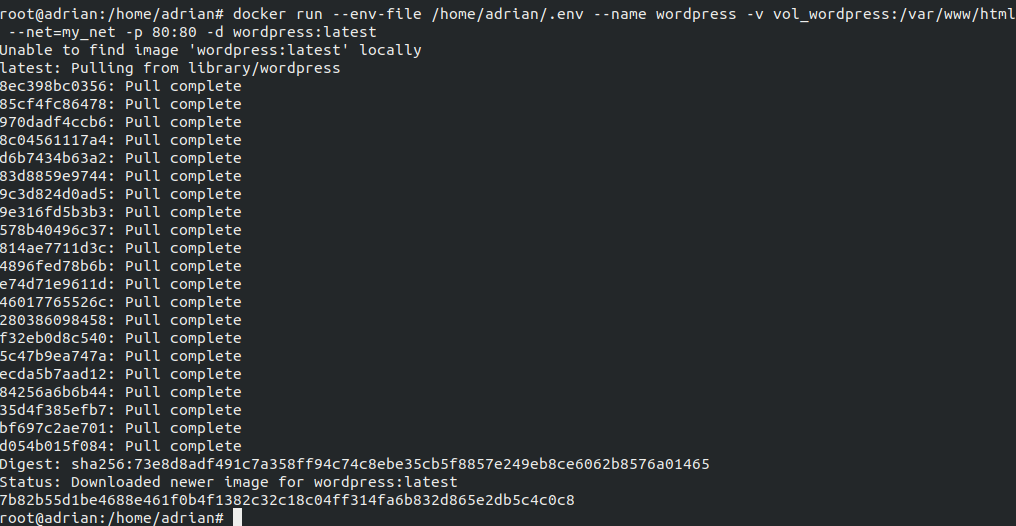 root@adrian:/home/adrian# docker run --env-file /home/adrian/.env --name wordpress -v vol_wordpress:/var/www/html
--net=my_net -p 80:80 -d wordpress:latest
Unable to find image 'wordpress:latest' locally
latest: Pulling from library/wordpress
8ec398bc0356: Pull complete
85cf4fc86478: Pull complete
970dadf4ccb6: Pull complete
8c04561117a4: Pull complete
d6b7434b63a2: Pull complete
83d8859e9744: Pull complete
9c3d824d0ad5: Pull complete
9e316fd5b3b3: Pull complete
578b40496c37: Pull complete
814ae7711d3c: Pull complete
4896fed78b6b: Pull complete
e74d71e9611d: Pull complete
46017765526c: Pull complete
280386098458: Pull complete
f32eb0d8c540: Pull complete
5c47b9ea747a: Pull complete
ecda5b7aad12: Pull complete
84256a6b6b44: Pull complete
35d4f385efb7: Pull complete
bf697c2ae701: Pull complete
d054b015f084: Pull complete
Digest: sha256:73e8d8adf491c7a358ff94c74c8ebe35cb5f8857e249eb8ce6062b8576a01465
Status: Downloaded newer image for wordpress:latest
7b82b55d1be4688e461f0b4f1382c32c18c04ff314fa6b832d865e2db5c4c0c8
root@adrian:/home/adrian#